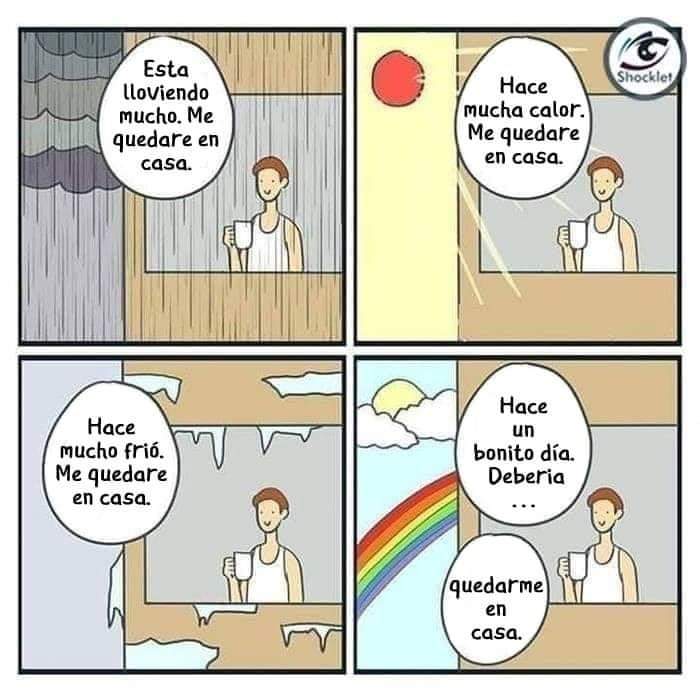 Esta
lloviendo
mucho. Me
quedare en
casa.
Hace
mucha calor.
Me quedare
en casa.
Shocklet
Hace
mucho frió.
Me quedare
en casa.
Hace
un
bonito día.
Deberia
...
quedarme
en
casa.